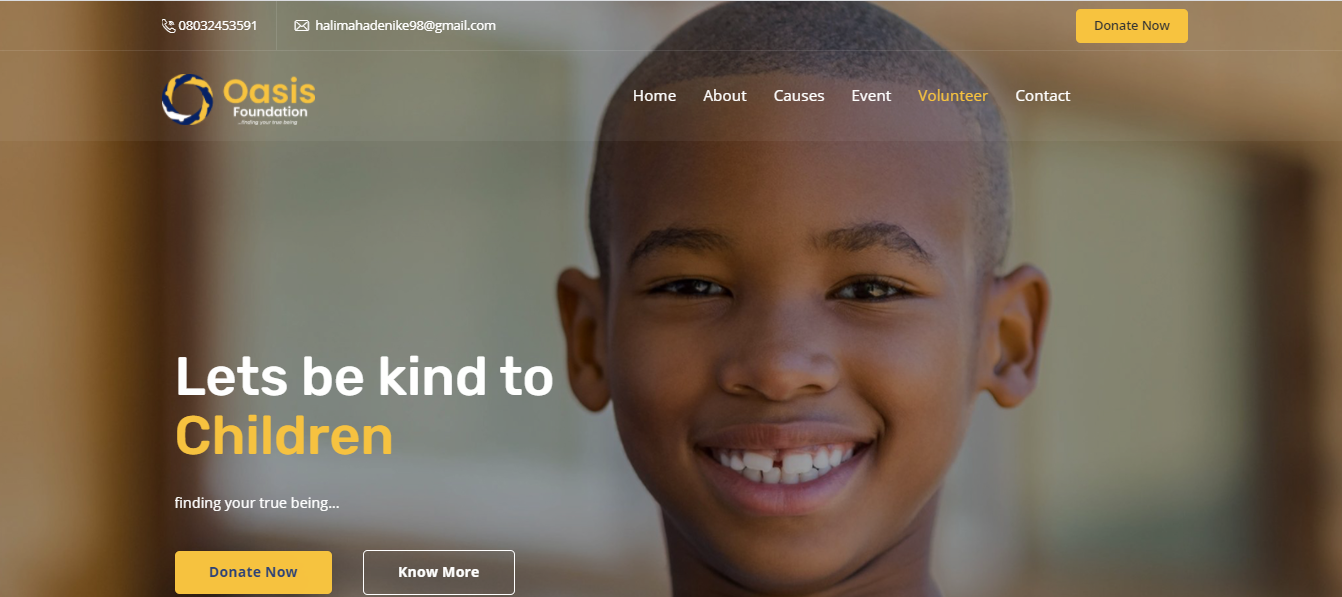 08032453591
halimahadenike98@gmail.com
Donate Now
Oasis
Foundation
...finding your true being
Home About Causes Event Volunteer Contact
Lets be kind to
Children
finding your true being...
Donate Now
Know More